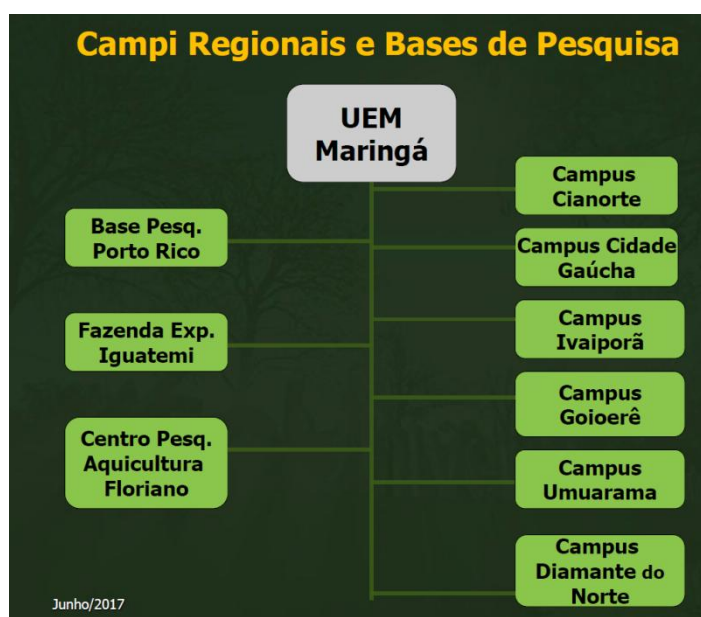 Campi Regionais e Bases de Pesquisa
UEM
Maringá
Base Pesq.
Porto Rico
Fazenda Exp.
Iguatemi
Centro Pesq.
Aquicultura
Floriano
Campus
Cianorte
Campus Cidade
Gaúcha
Campus
Ivaiporã
Campus
Goioerê
Campus
Umuarama
Campus
Diamante do
Norte
Junho/2017